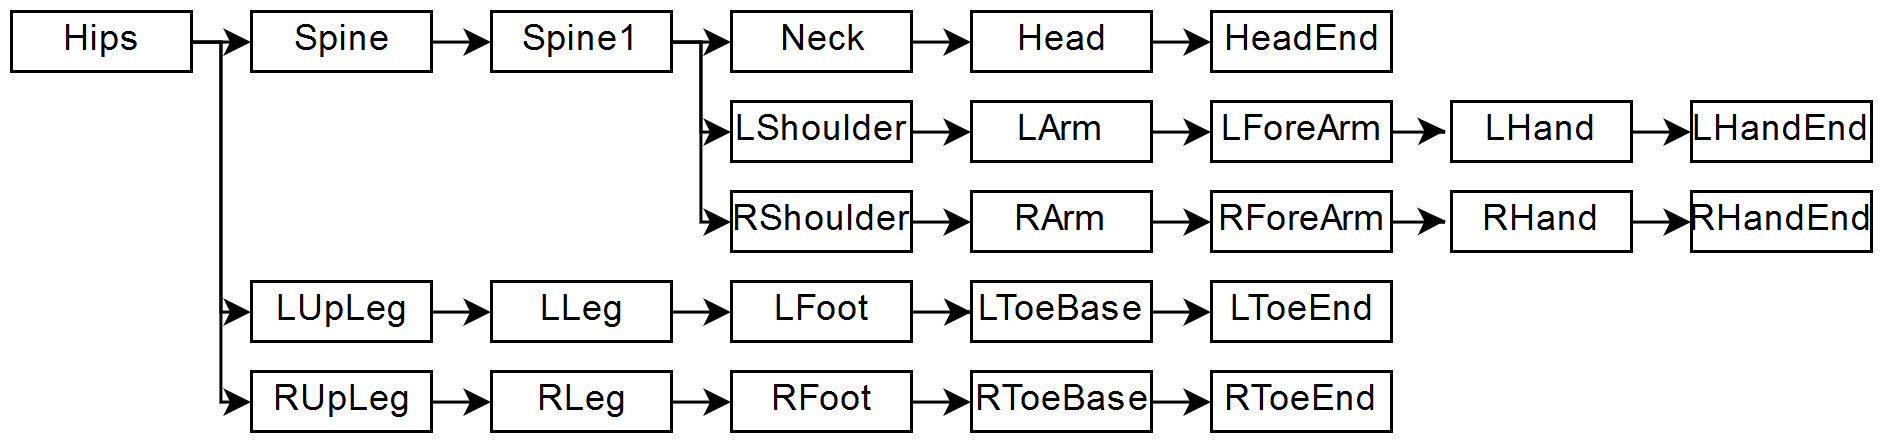 Hips Spine Spine1 Neck Head HeadEnd
LShoulder LArm LForeArm LHand LHandEnd
RShoulder RArm RForeArm RHand RHandEnd
LUpLeg LLeg LFoot LToeBase LToeEnd
RUpLeg RLeg RFoot RToeBase RToeEnd